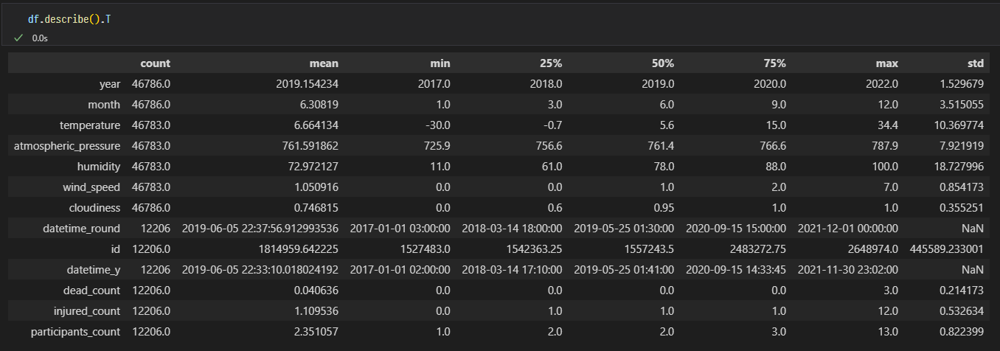 df.describe().T
0.0s
count mean min 25% 50% 75% max std
year 46786.0 2019.154234 2017.0 2018.0 2019.0 2020.0 2022.0 1.529679
month 46786.0 6.30819 1.0 3.0 6.0 9.0 12.0 3.515055
temperature 46783.0 6.664134 -30.0 -0.7 5.6 15.0 34.4 10.369774
atmospheric_pressure 46783.0 761.591862 725.9 756.6 761.4 766.6 787.9 7.921919
humidity 46783.0 72.972127 11.0 61.0 78.0 88.0 100.0 18.727996
wind_speed 46783.0 1.050916 0.0 0.0 1.0 2.0 7.0 0.854173
cloudiness 46786.0 0.746815 0.0 0.6 0.95 1.0 1.0 0.355251
datetime_round 12206 2019-06-05 22:37:56.912993536 2017-01-01 03:00:00 2018-03-14 18:00:00 2019-05-25 01:30:00 2020-09-15 15:00:00 2021-12-01 00:00:00 NaN
id 12206.0 1814959.642225 1527483.0 1542363.25 1557243.5 2483272.75 2648974.0 445589.233001
datetime_y 12206 2019-06-05 22:33:10.018024192 2017-01-01 02:00:00 2018-03-14 17:10:00 2019-05-25 01:41:00 2020-09-15 14:33:45 2021-11-30 23:02:00 NaN
dead_count 12206.0 0.040636 0.0 0.0 0.0 0.0 3.0 0.214173
injured_count 12206.0 1.109536 0.0 1.0 1.0 1.0 12.0 0.532634
participants_count 12206.0 2.351057 1.0 2.0 2.0 3.0 13.0 0.822399